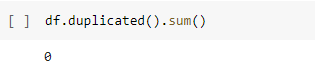 [ ] df.duplicated().sum()
0